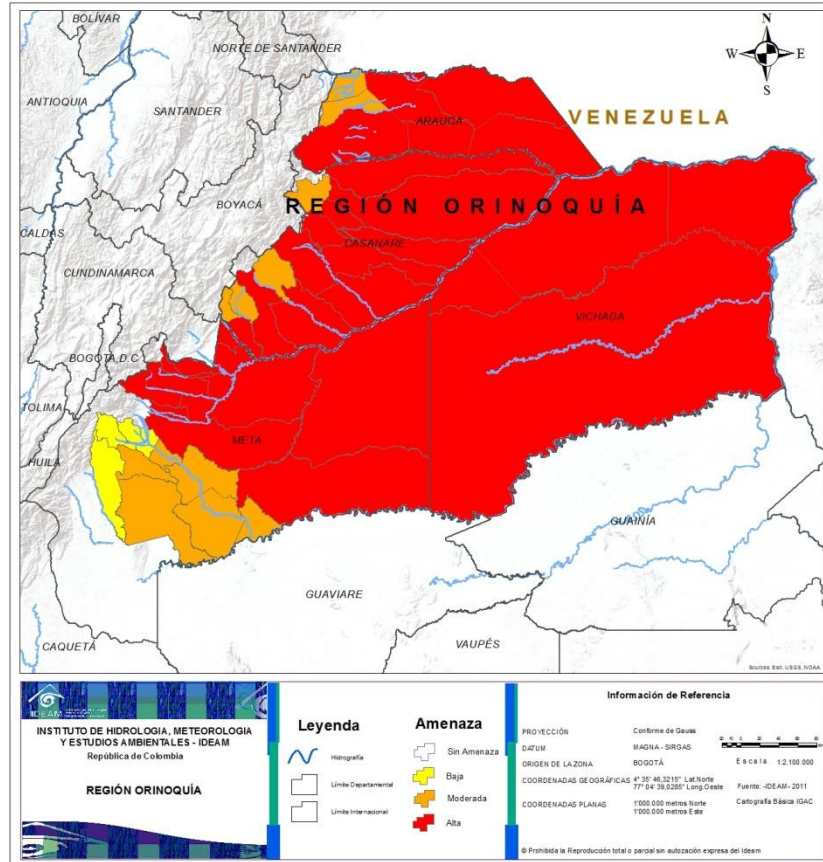 BOLÍVAR
NORTE DE SANTANDER
N
W
E
S
ANTIOQUIA
SANTANDER
ARAUCA
VENEZUELA
BOYACÁ
REGIÓN ORINOQUÍA
CALDAS
CASANARE
CUNDINAMARCA
VICHADA
BOGOTÁ, D.C
TOLIMA
META
HUILA
GUAINÍA
GUAVIARE
CAQUETÁ
VAUPÉS
Sources: Esri, USGS, NOAA
IDEAM
INSTITUTO DE HIDROLOGIA, METEOROLOGIA
Y ESTUDIOS AMBIENTALES - IDEAM
República de Colombia
REGIÓN ORINOQUÍA
Leyenda
Hidrografía
Límite Departamental
Límite Internacional
Amenaza
Sin Amenaza
Baja
Moderada
Alta
Información de Referencia
PROYECCIÓN Conforme de Gauss
DATUM MAGNA - SIRGAS
ORIGEN DE LA ZONA BOGOTÁ
COORDENADAS GEOGRÁFICAS 4° 35' 46,3215" Lat.Norte
77° 04' 39,0285" Long.Oeste
COORDENADAS PLANAS 1'000.000 metros Norte
1'000.000 metros Este
Escala 1:2.100.000
Fuente: -IDEAM- 2011
Cartografía Básica IGAC
© Prohibida la Reproducción total o parcial sin autozación expresa del Ideam